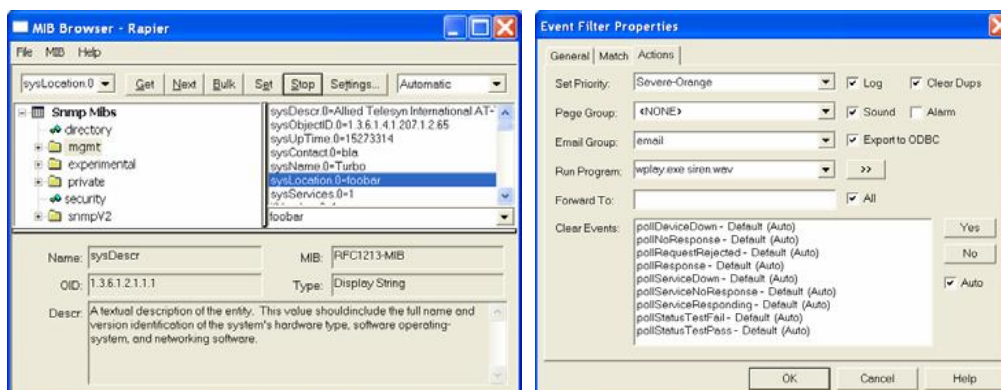 MIB Browser - Rapier
File MIB Help
sysLocation.0 Get Next Bulk Set Stop Settings... Automatic
Snmp Mibs
directory
mgmt
experimental
private
security
snmpV2
sysDescr.0=Allied Telesyn International AT-
sysObjectID.0=1.3.6.1.4.1.207.1.2.65
sysUpTime.0=15273314
sysContact.0=bla
sysName.0=Turbo
sysLocation.0=foobar
sysServices.0=1
foobar
Name: sysDescr MIB: RFC1213-MIB
OID: 1.3.6.1.2.1.1.1 Type: Display String
Descr: A textual description of the entity. This value shouldinclude the full name and
version identification of the system's hardware type, software operating-
system, and networking software.
Event Filter Properties
General Match Actions
Set Priority: Severe-Orange Log Clear Dups
Page Group: <NONE> Sound Alarm
Email Group: email Export to ODBC
Run Program: wplay.exe siren.wav >>
Forward To: All
Clear Events:
pollDeviceDown - Default (Auto)
pollNoResponse - Default (Auto)
pollRequestRejected - Default (Auto)
pollResponse - Default (Auto)
pollServiceDown - Default (Auto)
pollServiceNoResponse - Default (Auto)
pollServiceResponding - Default (Auto)
pollStatusTestFail - Default (Auto)
pollStatusTestPass - Default (Auto)
Yes
No
Auto
OK Cancel Help